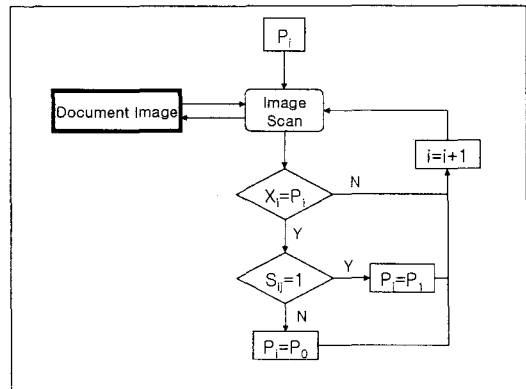 P_i
Document Image
Image
Scan
i=i+1
X_i=P_i
N
Y
S_ij=1
Y
P_i=P_1
N
P_i=P_0